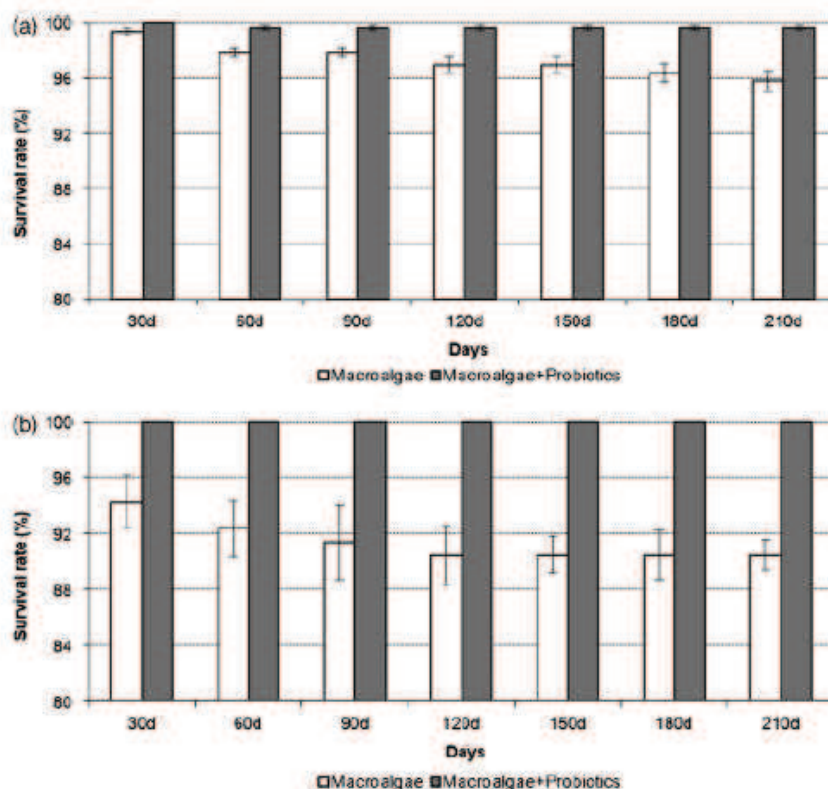 (a)
100
96
92
88
84
80
Survival rate (%)
30d 60d 90d 120d 150d 180d 210d
Days
Macroalgae Macroalgae+Probiotics
(b)
100
96
92
88
84
80
Survival rate (%)
30d 60d 90d 120d 150d 180d 210d
Days
Macroalgae Macroalgae+Probiotics